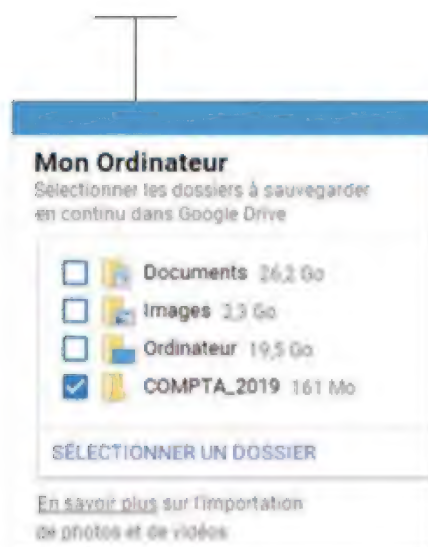 Mon Ordinateur
Sélectionner les dossiers à sauvegarder
en continu dans Google Drive
Documents 26,2 Go
Images 2,3 Go
Ordinateur 19,5 Go
COMPTA_2019 161 Mo
SÉLECTIONNER UN DOSSIER
En savoir plus sur l'importation
de photos et de vidéos